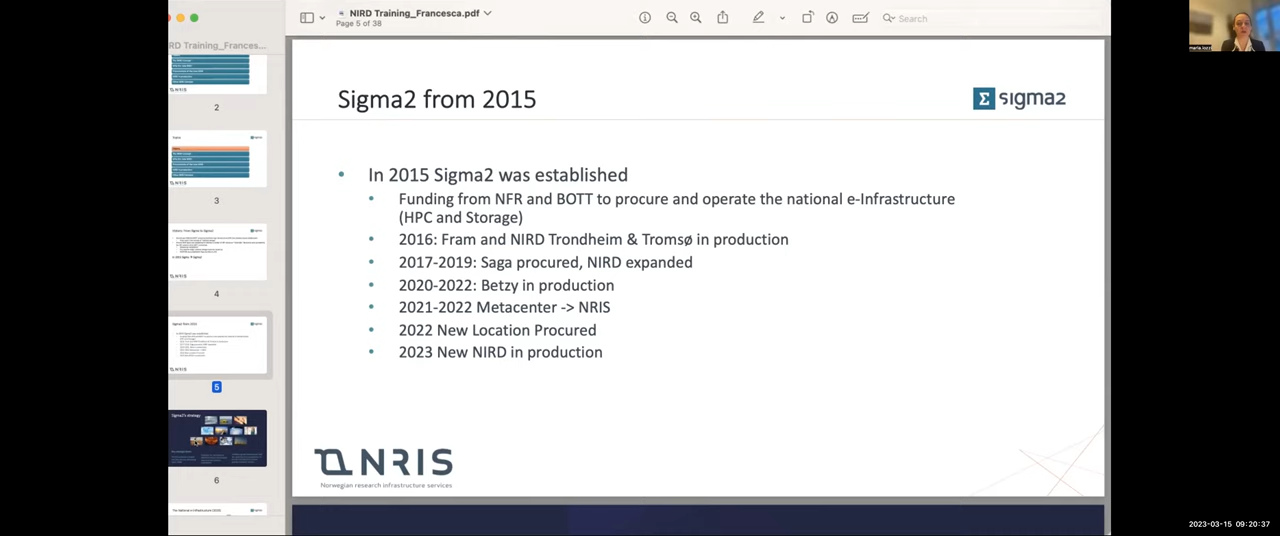 NIRD Training_Francesca.pdf
Page 5 of 38
Search
RD Training_Frances...
2
3
4
5
6
Sigma2 from 2015
Σ sigma2
• In 2015 Sigma2 was established
• Funding from NFR and BOTT to procure and operate the national e-Infrastructure
(HPC and Storage)
• 2016: Fram and NIRD Trondheim & Tromsø in production
• 2017-2019: Saga procured, NIRD expanded
• 2020-2022: Betzy in production
• 2021-2022 Metacenter -> NRIS
• 2022 New Location Procured
• 2023 New NIRD in production
NRIS
Norwegian research infrastructure services
2023-03-15 09:20:37